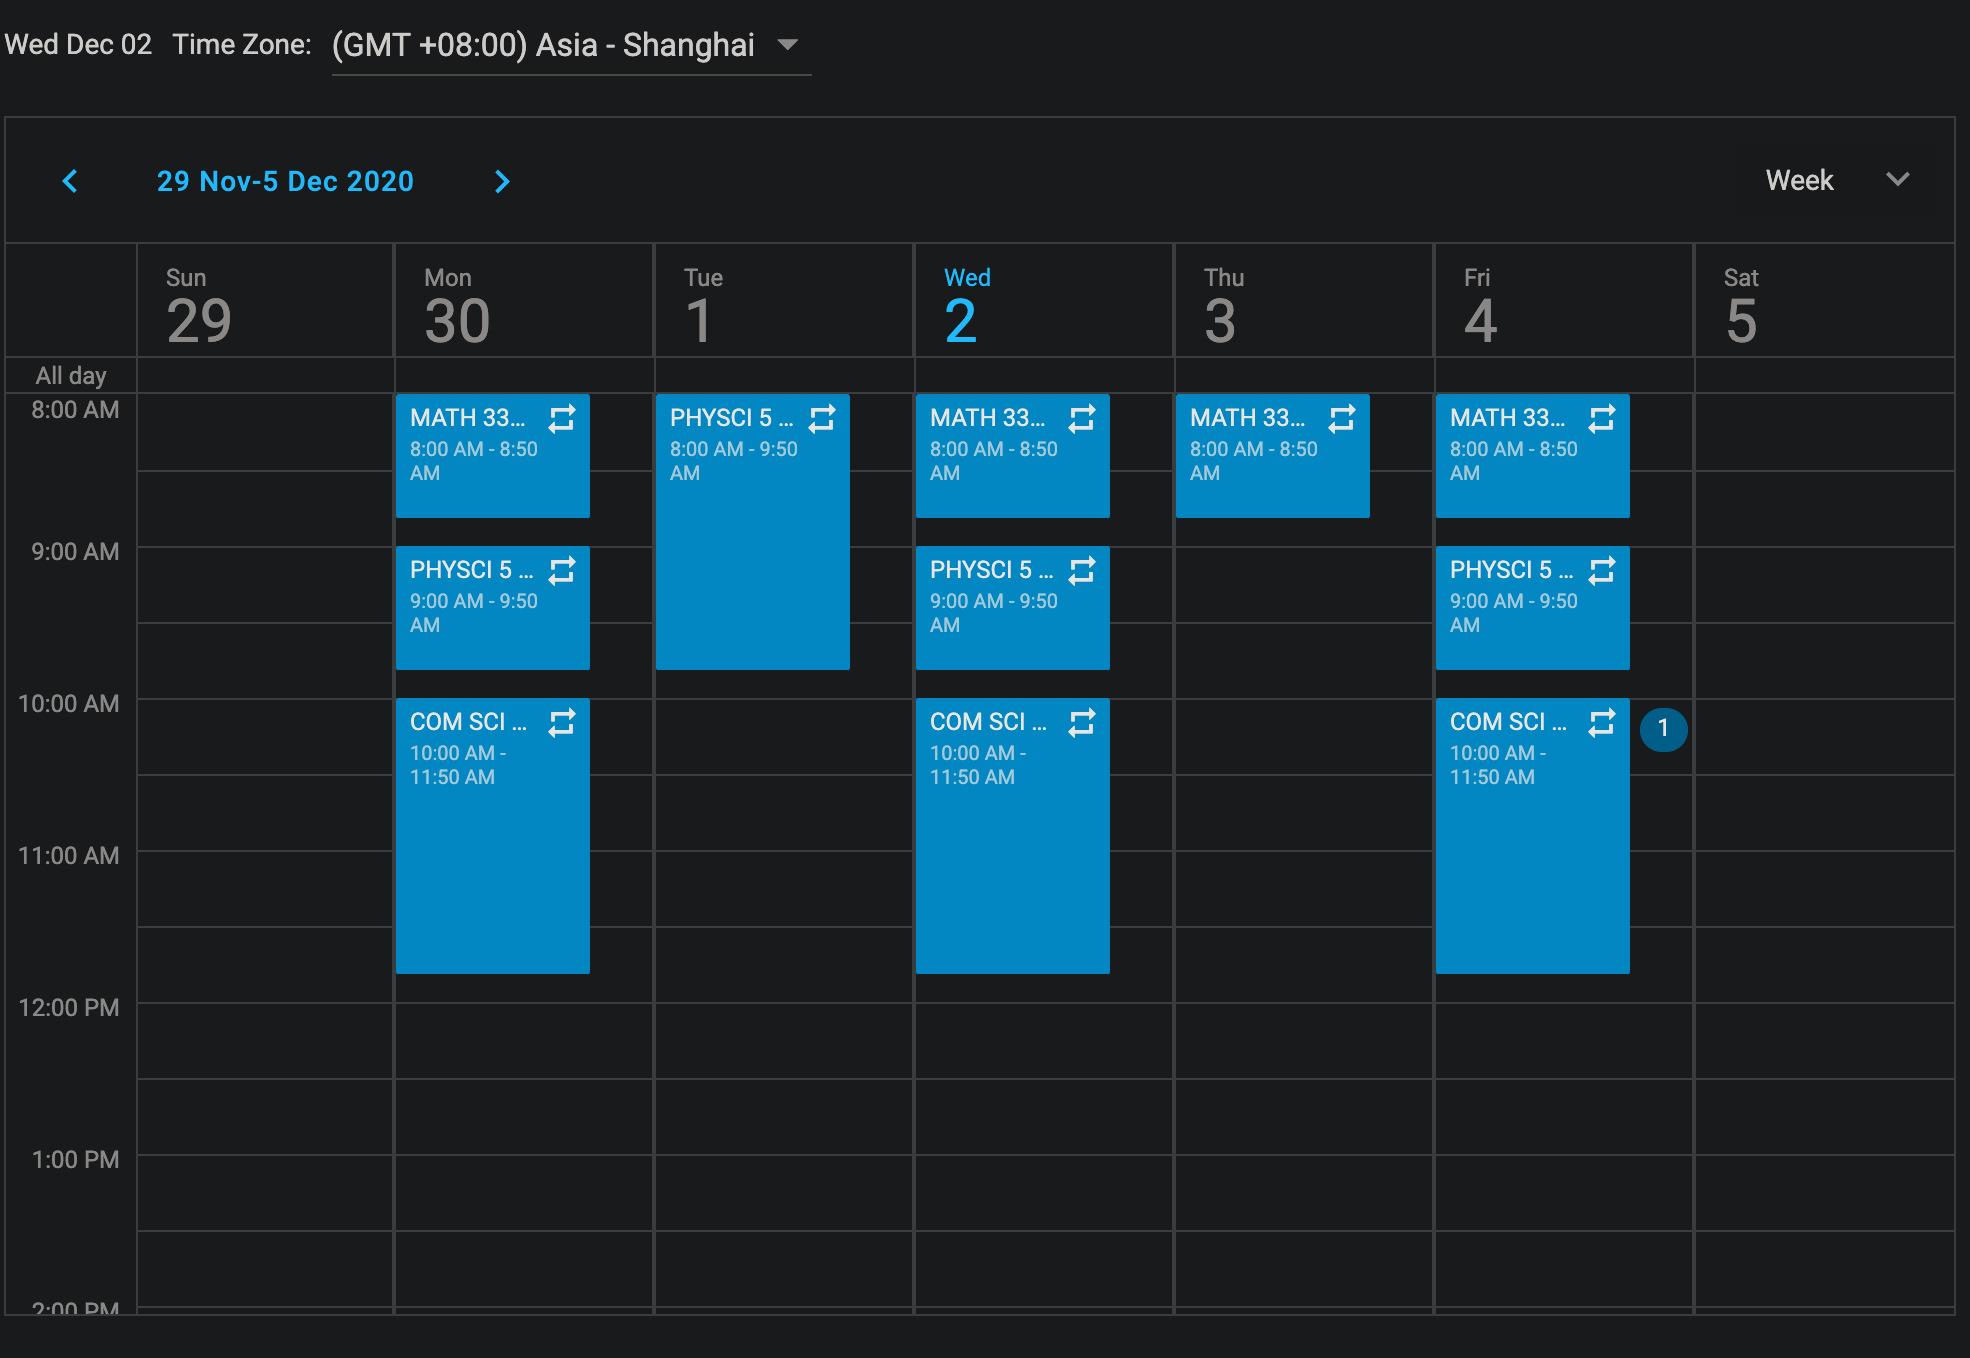 Wed Dec 02 Time Zone: (GMT +08:00) Asia - Shanghai
29 Nov-5 Dec 2020
Week
Sun
29
Mon
30
Tue
1
Wed
2
Thu
3
Fri
4
Sat
5
All day
8:00 AM
MATH 33...
8:00 AM - 8:50
AM
PHYSCI 5 ...
8:00 AM - 9:50
AM
MATH 33...
8:00 AM - 8:50
AM
MATH 33...
8:00 AM - 8:50
AM
MATH 33...
8:00 AM - 8:50
AM
9:00 AM
PHYSCI 5 ...
9:00 AM - 9:50
AM
PHYSCI 5 ...
9:00 AM - 9:50
AM
PHYSCI 5 ...
9:00 AM - 9:50
AM
10:00 AM
COM SCI ...
10:00 AM -
11:50 AM
COM SCI ...
10:00 AM -
11:50 AM
COM SCI ...
10:00 AM -
11:50 AM
1
11:00 AM
12:00 PM
1:00 PM
2:00 PM